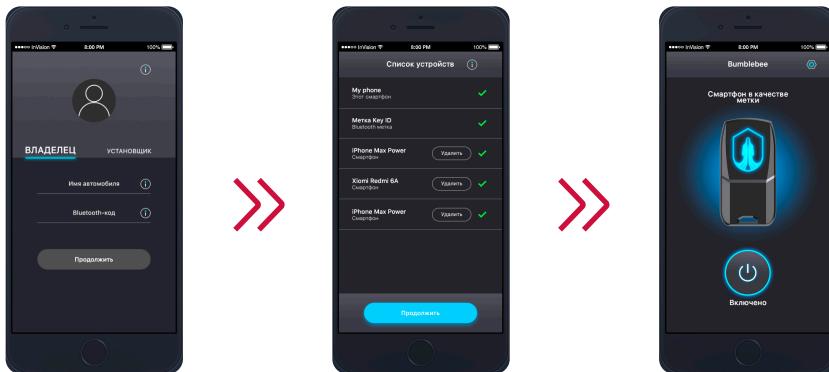 InVision
8:00 PM
100%
ВЛАДЕЛЕЦ
УСТАНОВЩИК
Имя автомобиля
Bluetooth-код
Продолжить
InVision
8:00 PM
100%
Список устройств
My phone
Этот смартфон
Метка Key ID
Bluetooth метка
iPhone Max Power
Смартфон
Удалить
Xiomi Redmi 6A
Смартфон
Удалить
iPhone Max Power
Смартфон
Удалить
Продолжить
InVision
8:00 PM
100%
Bumblebee
Смартфон в качестве
метки
Включено